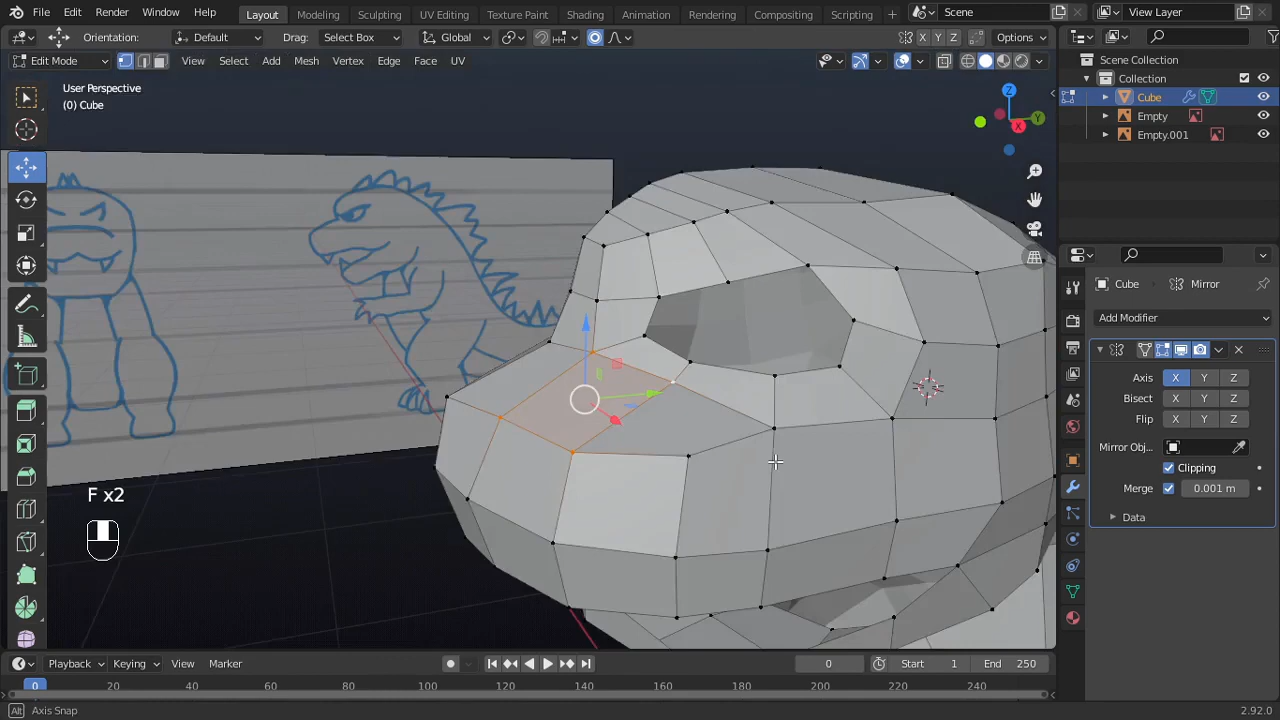 File Edit Render Window Help Layout Modeling Sculpting UV Editing Texture Paint Shading Animation Rendering Compositing Scripting + Scene View Layer
Orientation: Default Drag: Select Box Global X Y Z Options
Edit Mode View Select Add Mesh Vertex Edge Face UV
User Perspective
(0) Cube
Z
Y
X
Scene Collection
Collection
Cube
Empty
Empty.001
Cube Mirror
Add Modifier
Axis X Y Z
Bisect X Y Z
Flip X Y Z
Mirror Obj...
Clipping
Merge 0.001 m
Data
F x2
Playback Keying View Marker 0 Start 1 End 250
0 20 40 60 80 100 120 140 160 180 200 220 240
Alt Axis Snap 2.92.0